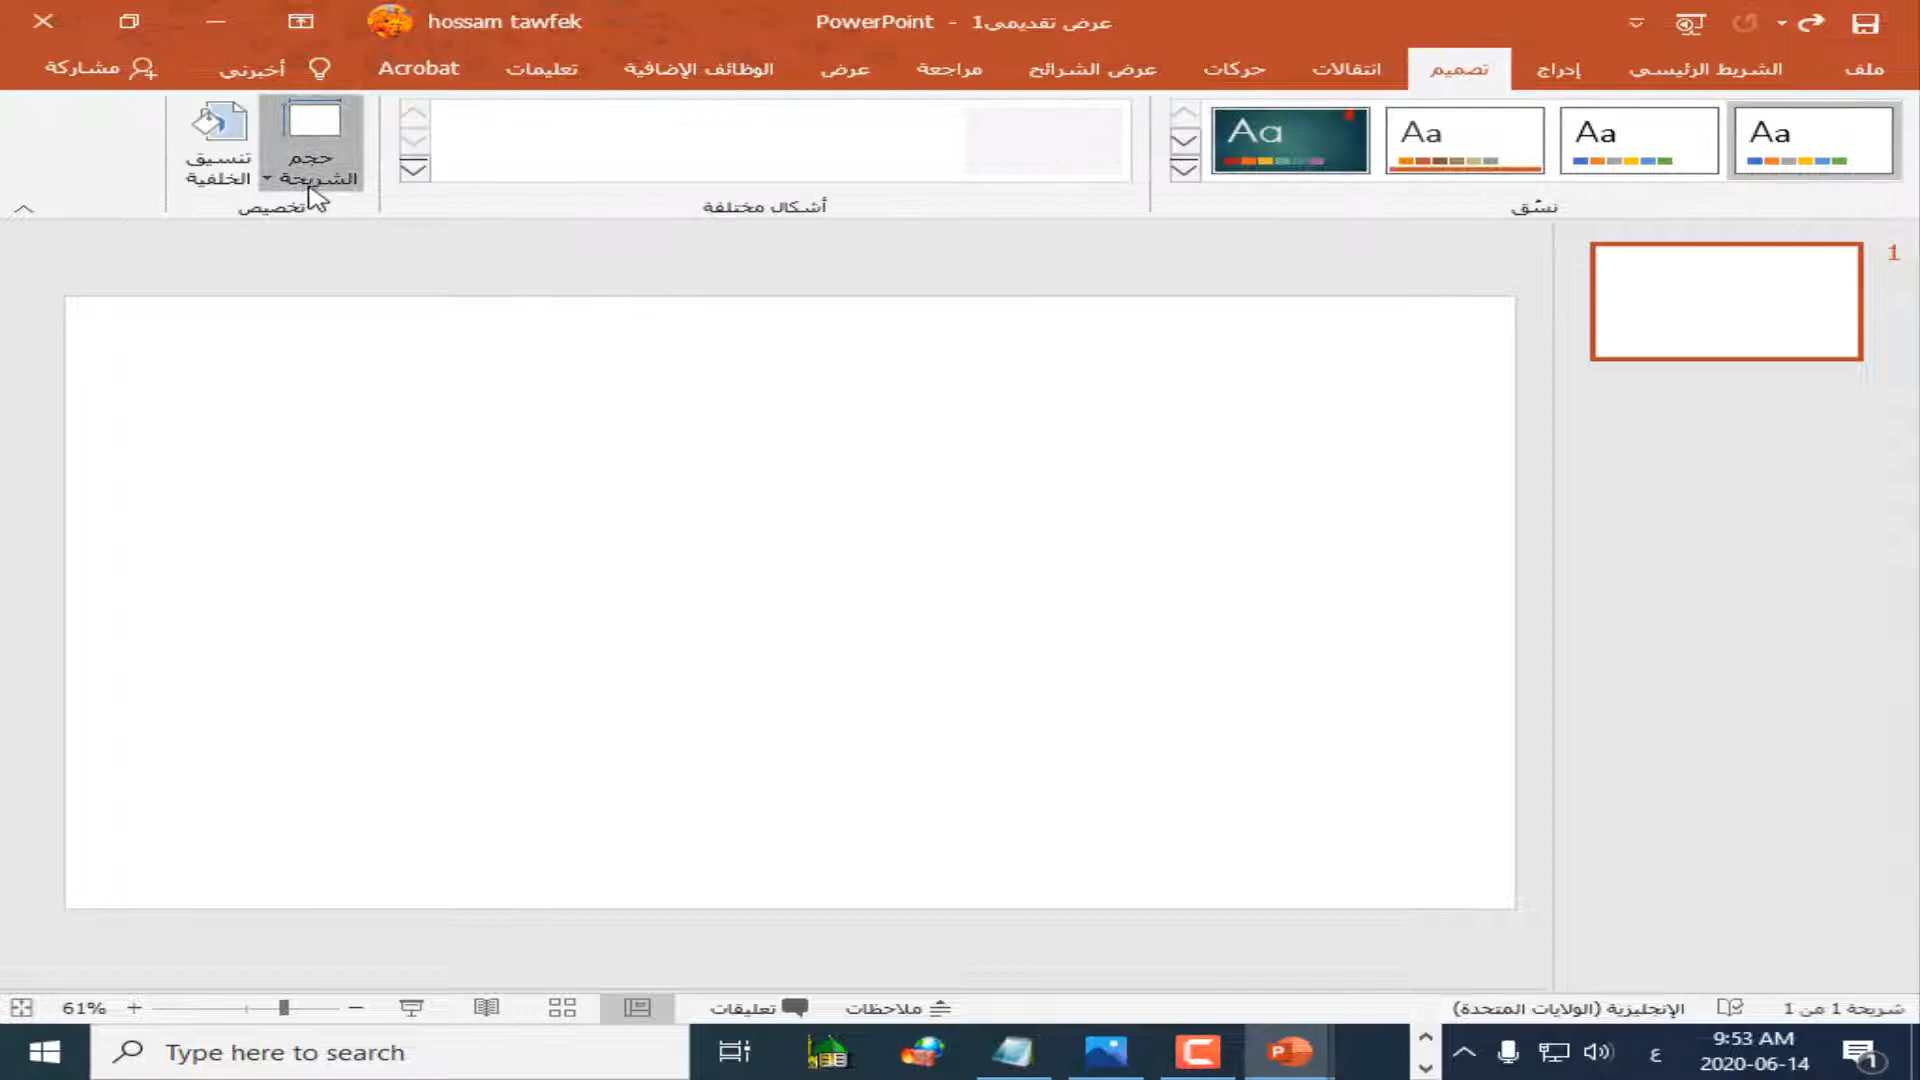 عرض تقديمي1 - PowerPoint
hossam tawfek
ملف
الشريط الرئيسي
إدراج
تصميم
انتقالات
حركات
عرض الشرائح
مراجعة
عرض
الوظائف الإضافية
تعليمات
Acrobat
أخبرني
مشاركة
Aa
Aa
Aa
Aa
حجم
الشريحة
تنسيق
الخلفية
نسُق
أشكال مختلفة
تخصيص
1
شريحة 1 من 1
الإنجليزية (الولايات المتحدة)
ملاحظات
تعليقات
61%
Type here to search
ع
9:53 AM
2020-06-14
1